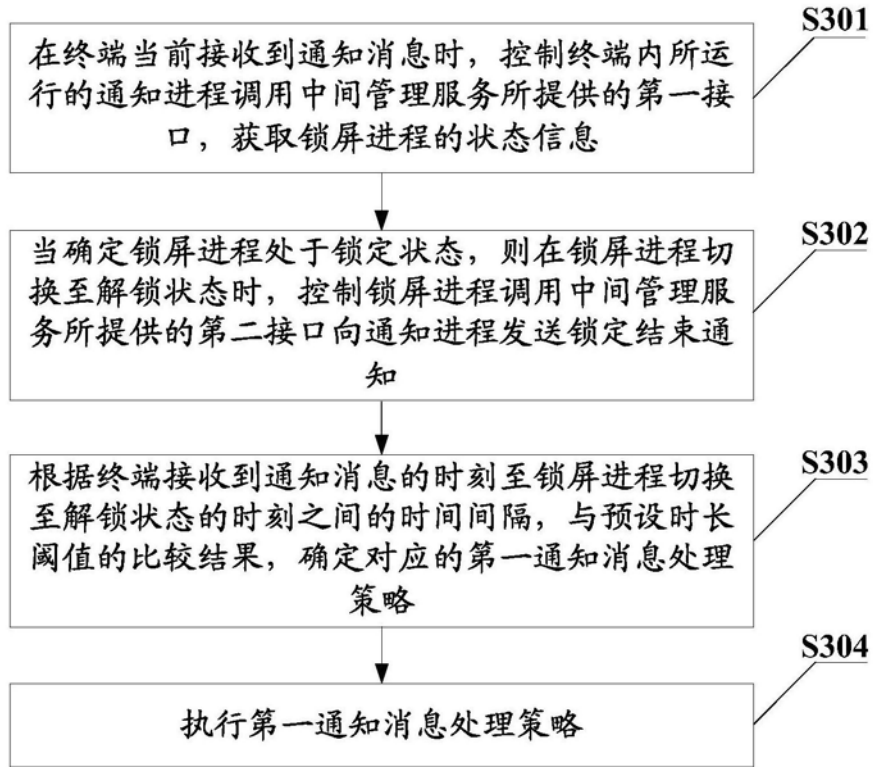 S301
在终端当前接收到通知消息时，控制终端内所运
行的通知进程调用中间管理服务所提供的第一接
口，获取锁屏进程的状态信息
S302
当确定锁屏进程处于锁定状态，则在锁屏进程切
换至解锁状态时，控制锁屏进程调用中间管理服
务所提供的第二接口向通知进程发送锁定结束通
知
S303
根据终端接收到通知消息的时刻至锁屏进程切换
至解锁状态的时刻之间的时间间隔，与预设时长
阈值的比较结果，确定对应的第一通知消息处理
策略
S304
执行第一通知消息处理策略